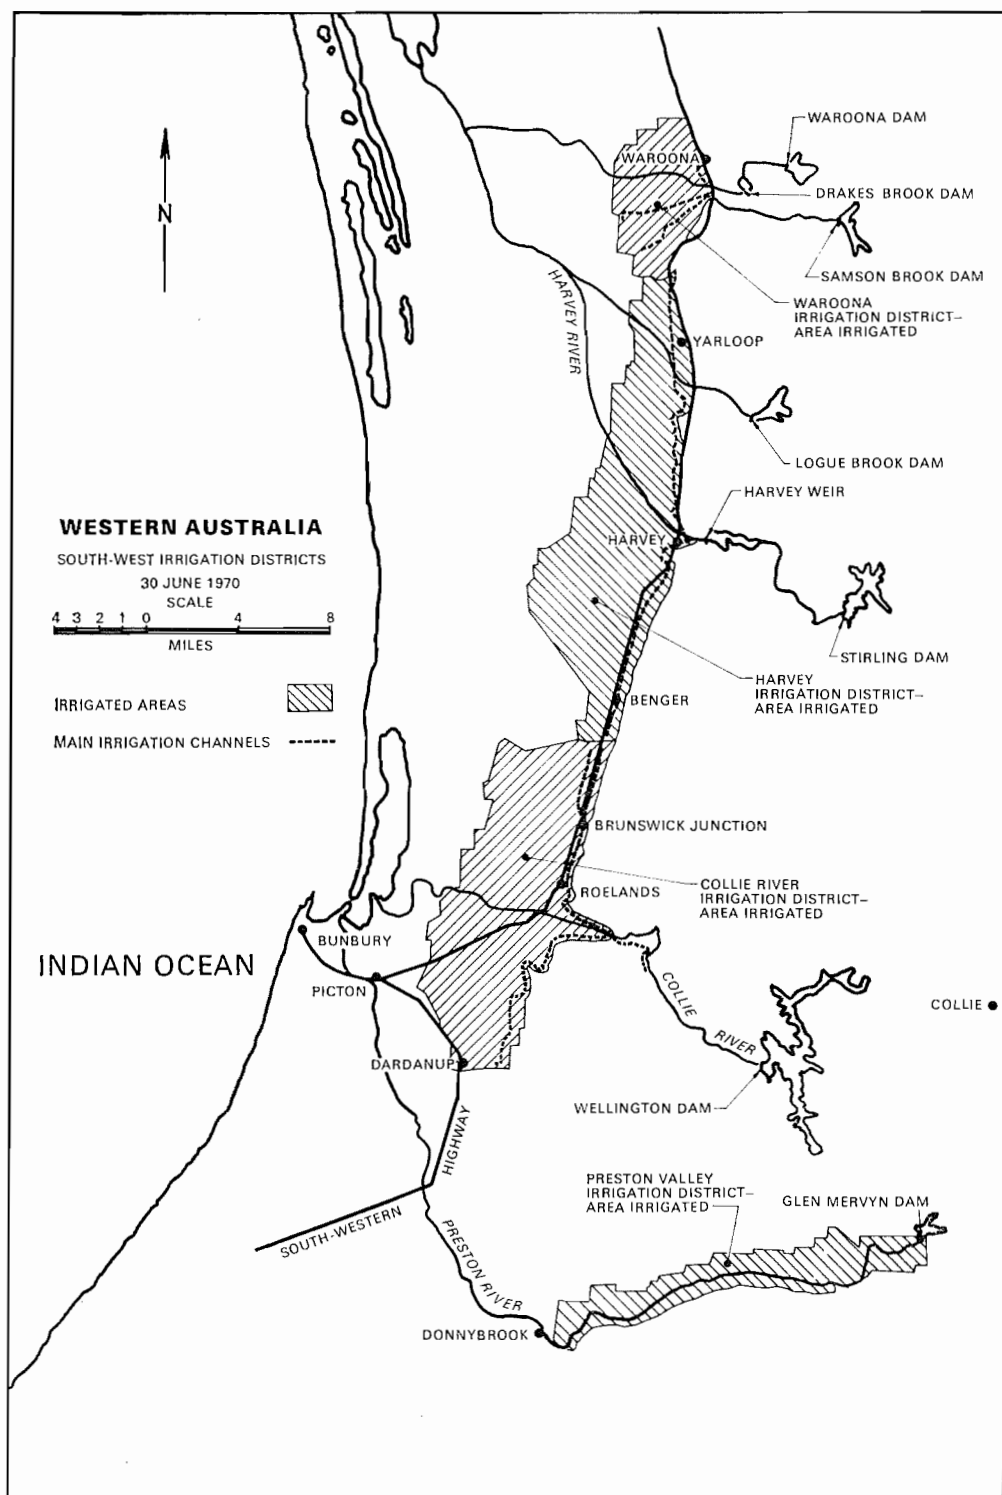 WAROONA DAM
WAROONA
DRAKES BROOK DAM
N
SAMSON BROOK DAM
HARVEY RIVER
WAROONA
IRRIGATION DISTRICT–
AREA IRRIGATED
YARLOOP
LOGUE BROOK DAM
HARVEY WEIR
WESTERN AUSTRALIA
SOUTH-WEST IRRIGATION DISTRICTS
30 JUNE 1970
SCALE
4 3 2 1 0 4 8
MILES
HARVEY
STIRLING DAM
HARVEY
IRRIGATION DISTRICT–
AREA IRRIGATED
IRRIGATED AREAS
BENGER
MAIN IRRIGATION CHANNELS
BRUNSWICK JUNCTION
ROELANDS
COLLIE RIVER
IRRIGATION DISTRICT–
AREA IRRIGATED
BUNBURY
INDIAN OCEAN
PICTON
COLLIE RIVER
COLLIE
DARDANUP
WELLINGTON DAM
HIGHWAY
SOUTH-WESTERN
PRESTON VALLEY
IRRIGATION DISTRICT–
AREA IRRIGATED
GLEN MERVYN DAM
PRESTON RIVER
DONNYBROOK